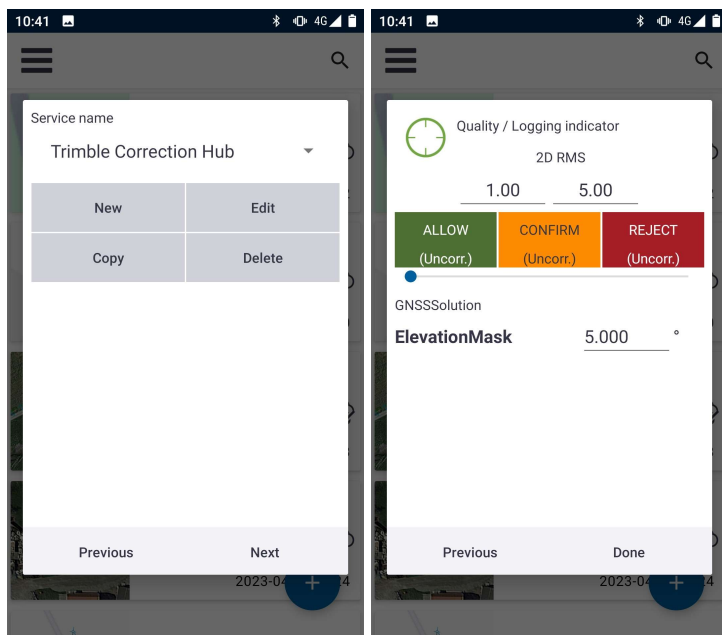 10:41
4G
Service name
Trimble Correction Hub
New
Edit
Copy
Delete
Previous
Next
2023-04
4
10:41
4G
Quality / Logging indicator
2D RMS
1.00
5.00
ALLOW
(Uncorr.)
CONFIRM
(Uncorr.)
REJECT
(Uncorr.)
GNSSSolution
ElevationMask
5.000
°
Previous
Done
2023-04
4